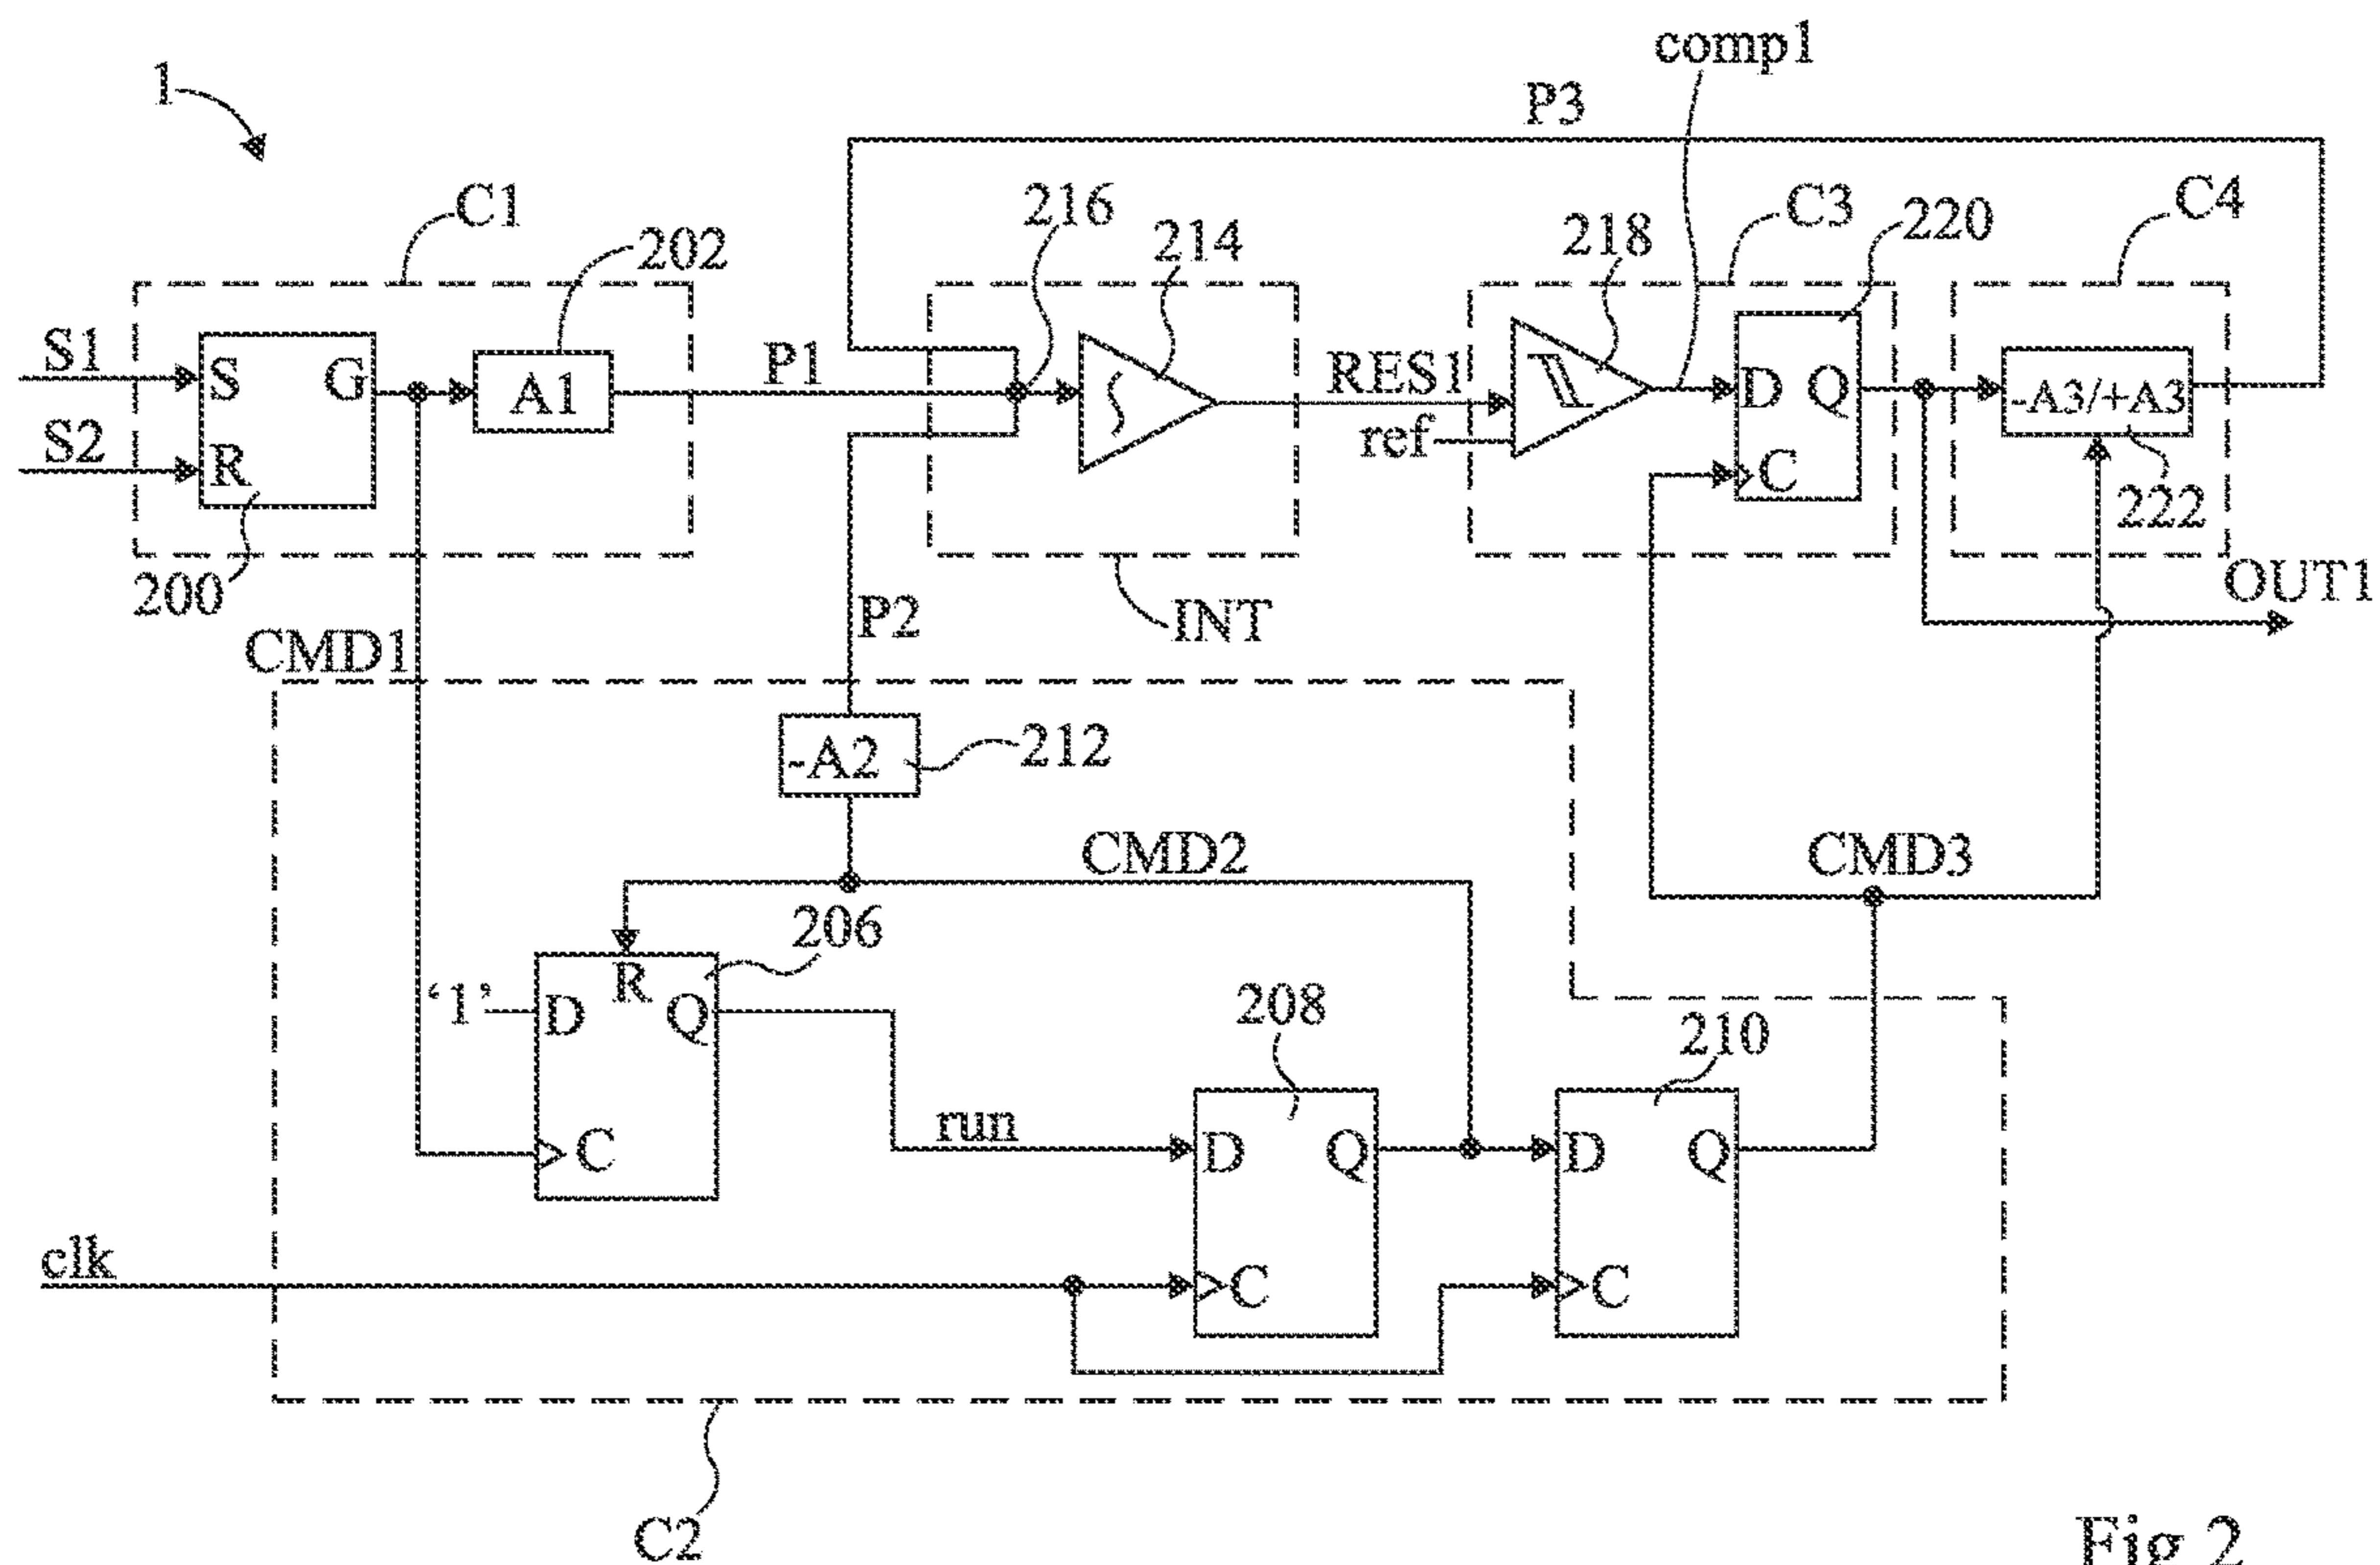 comp1
1
P3
C1
216
C3
C4
202
214
218
220
S1
S
G
A1
P1
RES1
D
Q
-A3/+A3
S2
R
ref
C
222
200
OUT1
P2
INT
CMD1
-A2
212
CMD2
CMD3
206
‘1’
D
R
Q
208
210
run
C
D
Q
D
Q
clk
C
C
C2
Fig 2